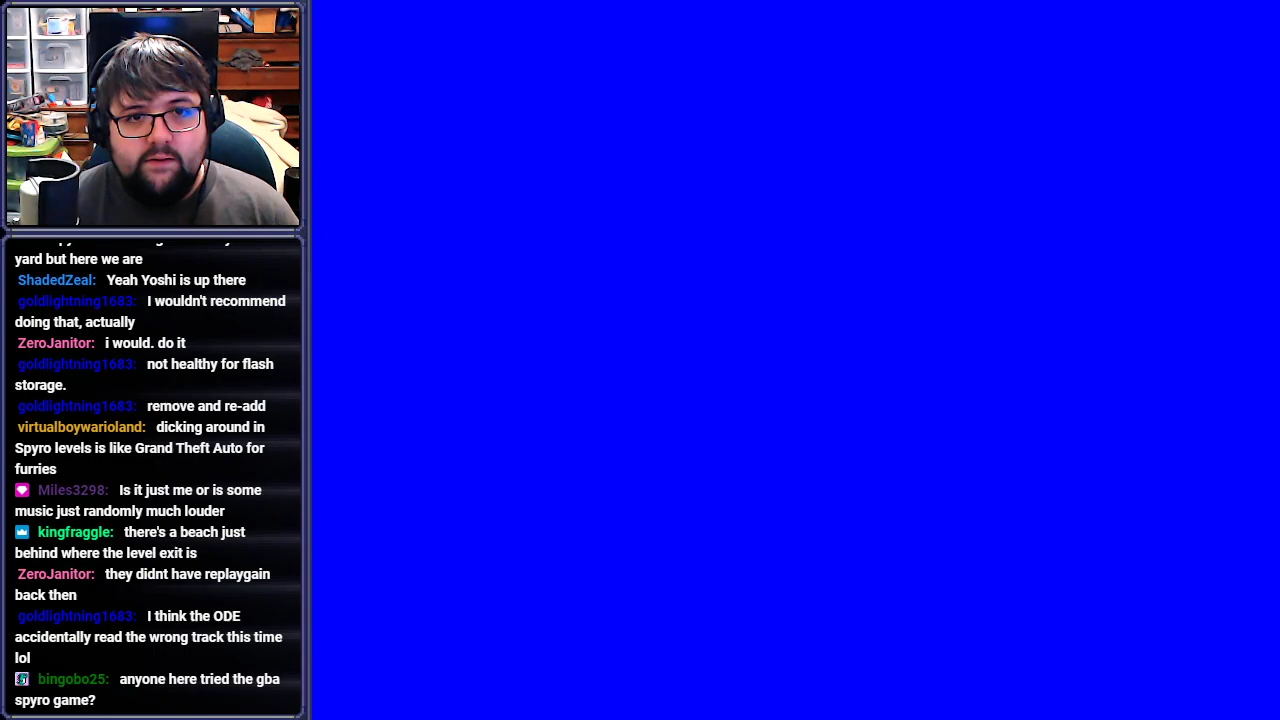 yard but here we are
ShadedZeal: Yeah Yoshi is up there
goldlightning1683: I wouldn't recommend
doing that, actually
ZeroJanitor: i would. do it
goldlightning1683: not healthy for flash
storage.
goldlightning1683: remove and re-add
virtualboywarioland: dicking around in
Spyro levels is like Grand Theft Auto for
furries
Miles3298: Is it just me or is some
music just randomly much louder
kingfraggle: there's a beach just
behind where the level exit is
ZeroJanitor: they didnt have replaygain
back then
goldlightning1683: I think the ODE
accidentally read the wrong track this time
lol
bingobo25: anyone here tried the gba
spyro game?